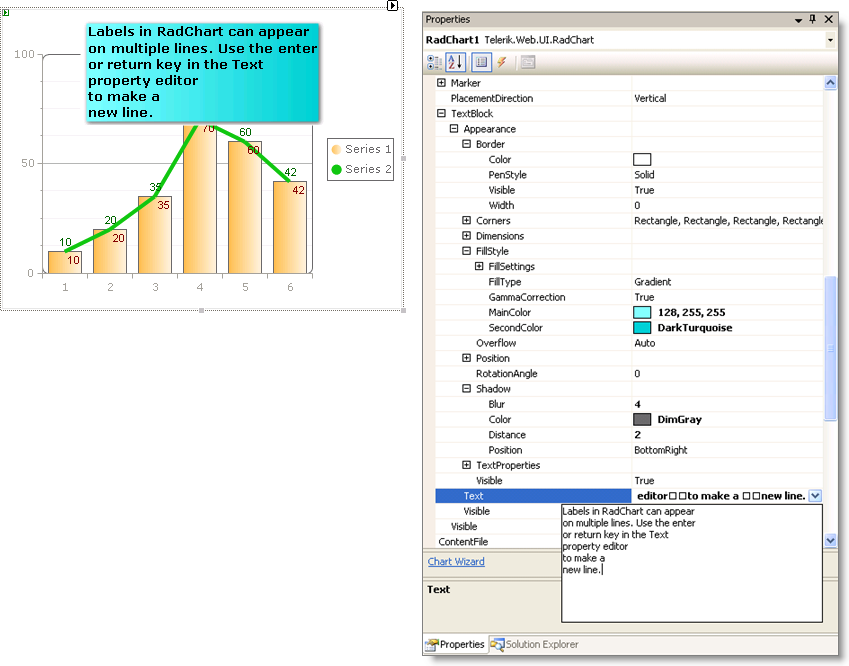 Labels in RadChart can appear
on multiple lines. Use the enter
or return key in the Text
property editor
to make a
new line.
100
50
0
10
20
35
60
42
10
20
35
70
60
42
1 2 3 4 5 6
Series 1
Series 2
Properties
RadChart1 Telerik.Web.UI.RadChart
Marker
PlacementDirection Vertical
TextBlock
Appearance
Border
Color
PenStyle Solid
Visible True
Width 0
Corners Rectangle, Rectangle, Rectangle, Rectangle
Dimensions
FillStyle
FillSettings
FillType Gradient
GammaCorrection True
MainColor 128, 255, 255
SecondColor DarkTurquoise
Overflow Auto
Position
RotationAngle 0
Shadow
Blur 4
Color DimGray
Distance 2
Position BottomRight
TextProperties
Visible True
Text editor□□to make a □□new line.
Visible
Visible
ContentFile
Labels in RadChart can appear
on multiple lines. Use the enter
or return key in the Text
property editor
to make a
new line.
Chart Wizard
Text
Properties Solution Explorer